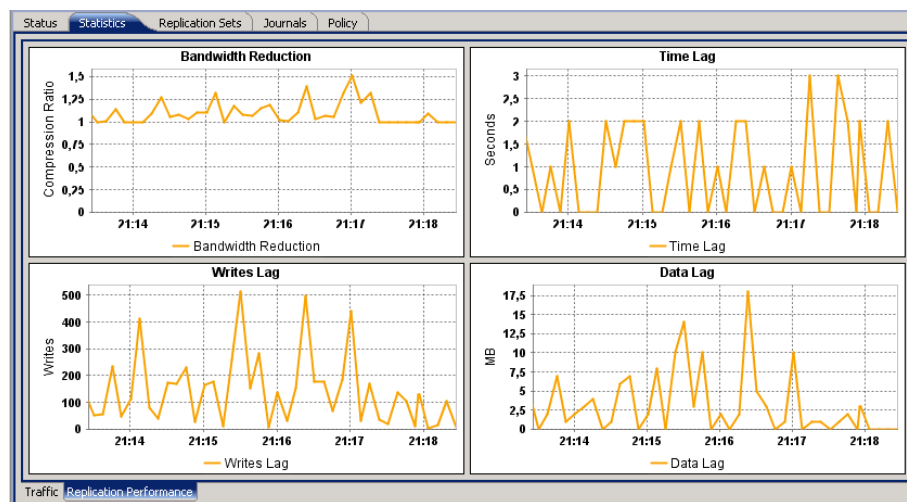 Status Statistics Replication Sets Journals Policy
Bandwidth Reduction
Compression Ratio
1,5
1,25
1
0,75
0,5
0,25
0
21:14 21:15 21:16 21:17 21:18
Bandwidth Reduction
Time Lag
Seconds
3
2,5
2
1,5
1
0,5
0
21:14 21:15 21:16 21:17 21:18
Time Lag
Writes Lag
Writes
500
400
300
200
100
0
21:14 21:15 21:16 21:17 21:18
Writes Lag
Data Lag
MB
17,5
15
12,5
10
7,5
5
2,5
0
21:14 21:15 21:16 21:17 21:18
Data Lag
Traffic Replication Performance